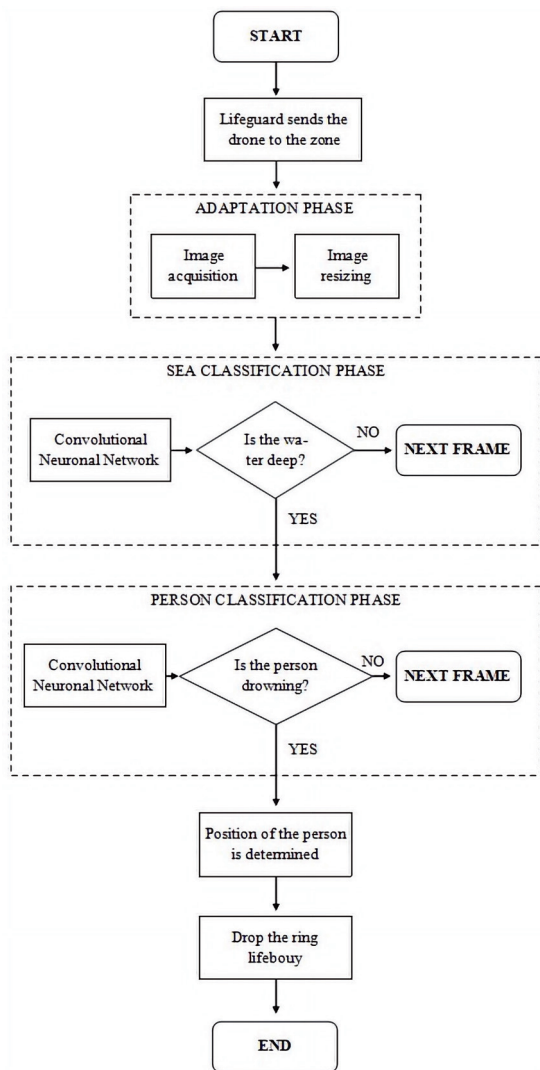 START
Lifeguard sends the
drone to the zone
ADAPTATION PHASE
Image
acquisition
Image
resizing
SEA CLASSIFICATION PHASE
Convolutional
Neuronal Network
Is the wa-
ter deep?
NO
NEXT FRAME
YES
PERSON CLASSIFICATION PHASE
Convolutional
Neuronal Network
Is the person
drowning?
NO
NEXT FRAME
YES
Position of the person
is determined
Drop the ring
lifebouy
END